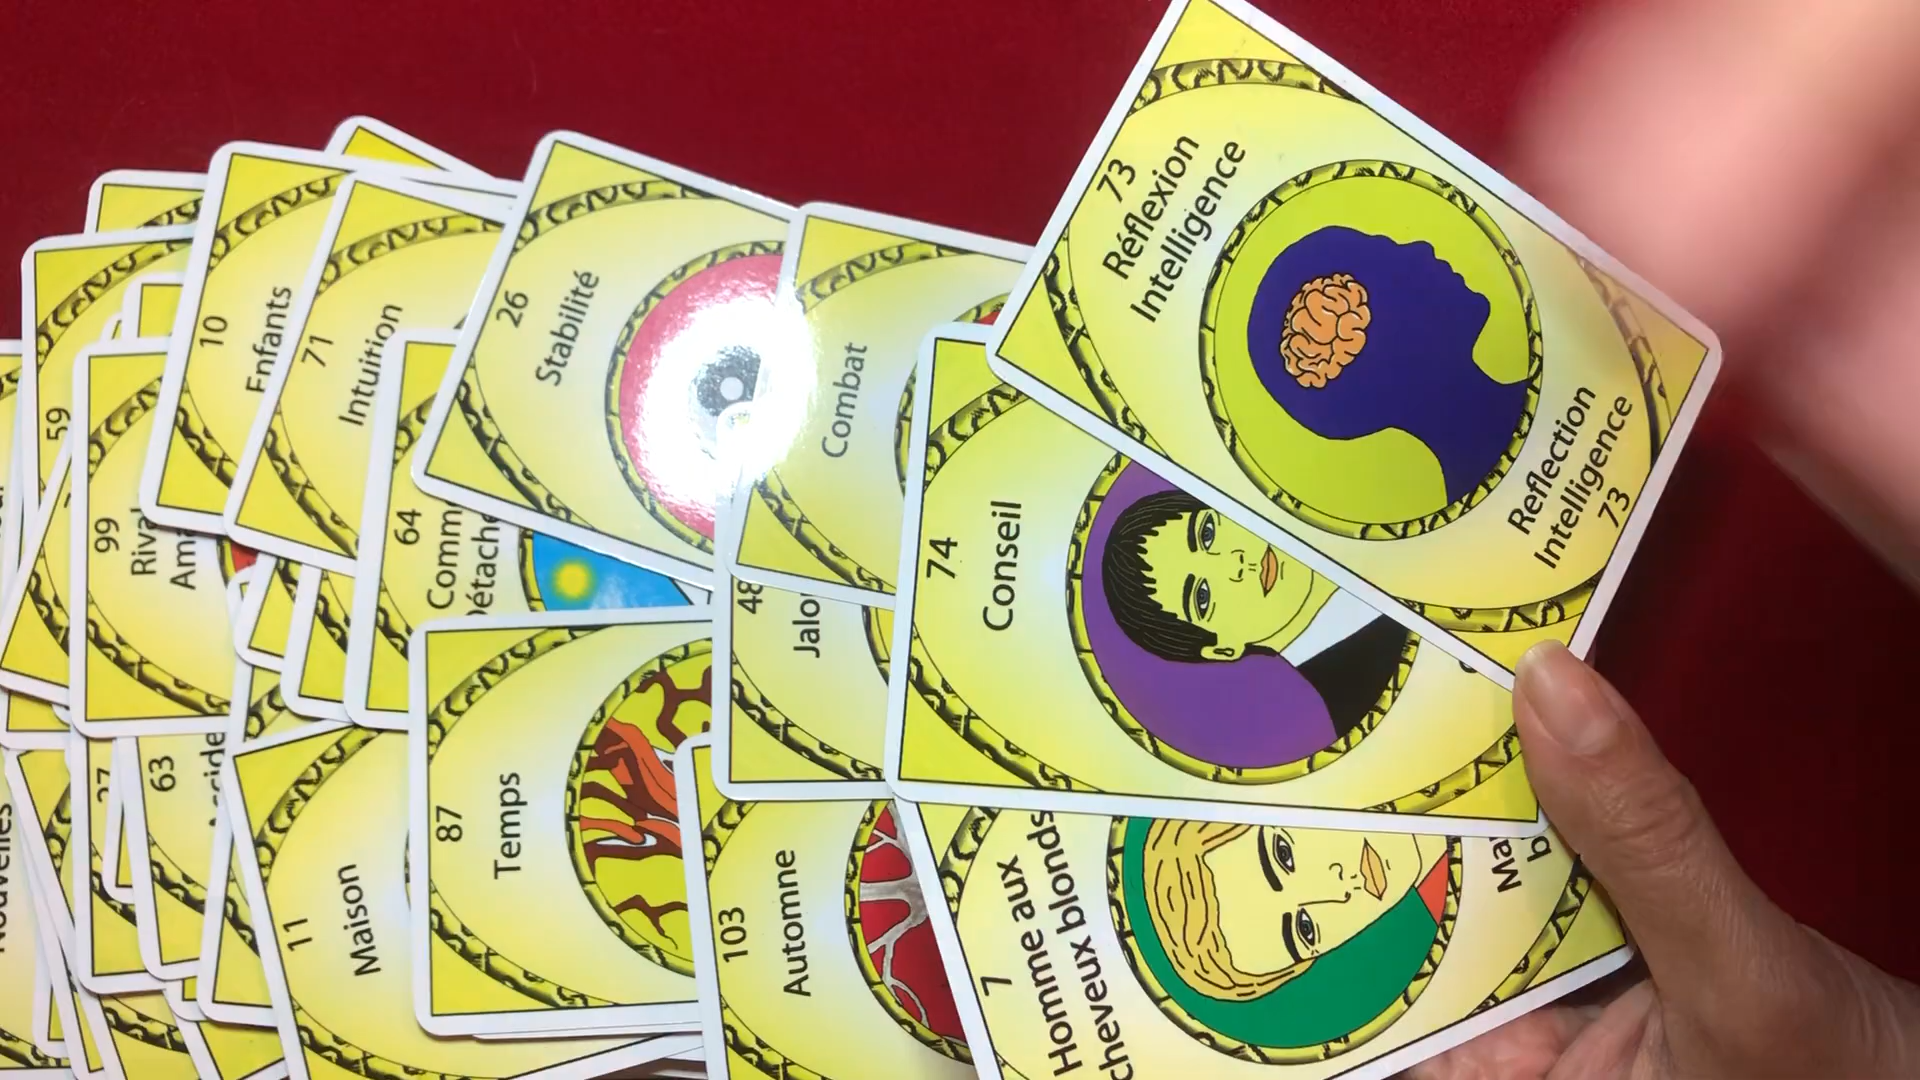 73
Réflexion
Intelligence
Reflection
Intelligence
73
74
Conseil
7
Homme aux
cheveux blonds
Combat
26
Stabilité
48
103
Automne
87
Temps
64
71
Intuition
10
Enfants
11
Maison
99
63
59